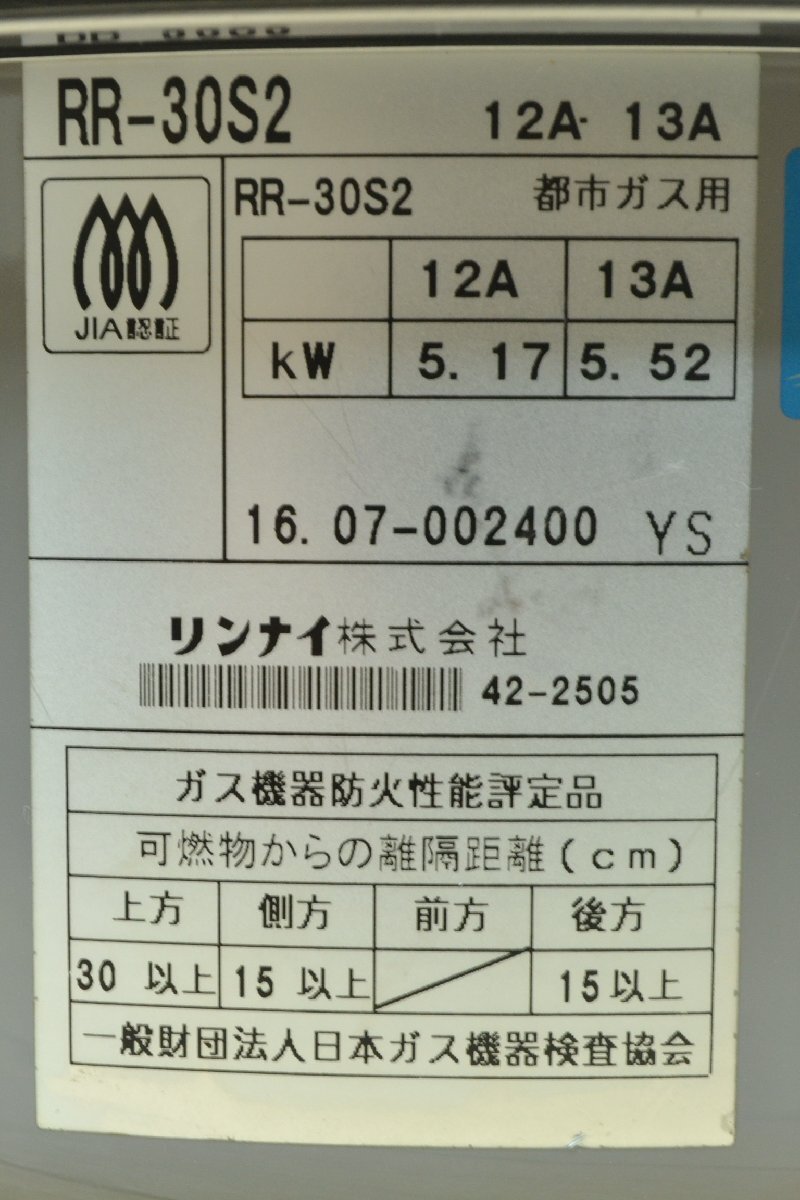 RR-30S2 12A・13A
JIA認証
RR-30S2 都市ガス用
12A 13A
kW 5.17 5.52
16.07-002400 YS
リンナイ株式会社
42-2505
ガス機器防火性能評定品
可燃物からの離隔距離(cm)
上方 側方 前方 後方
30 以上 15 以上 15 以上
一般財団法人日本ガス機器検査協会